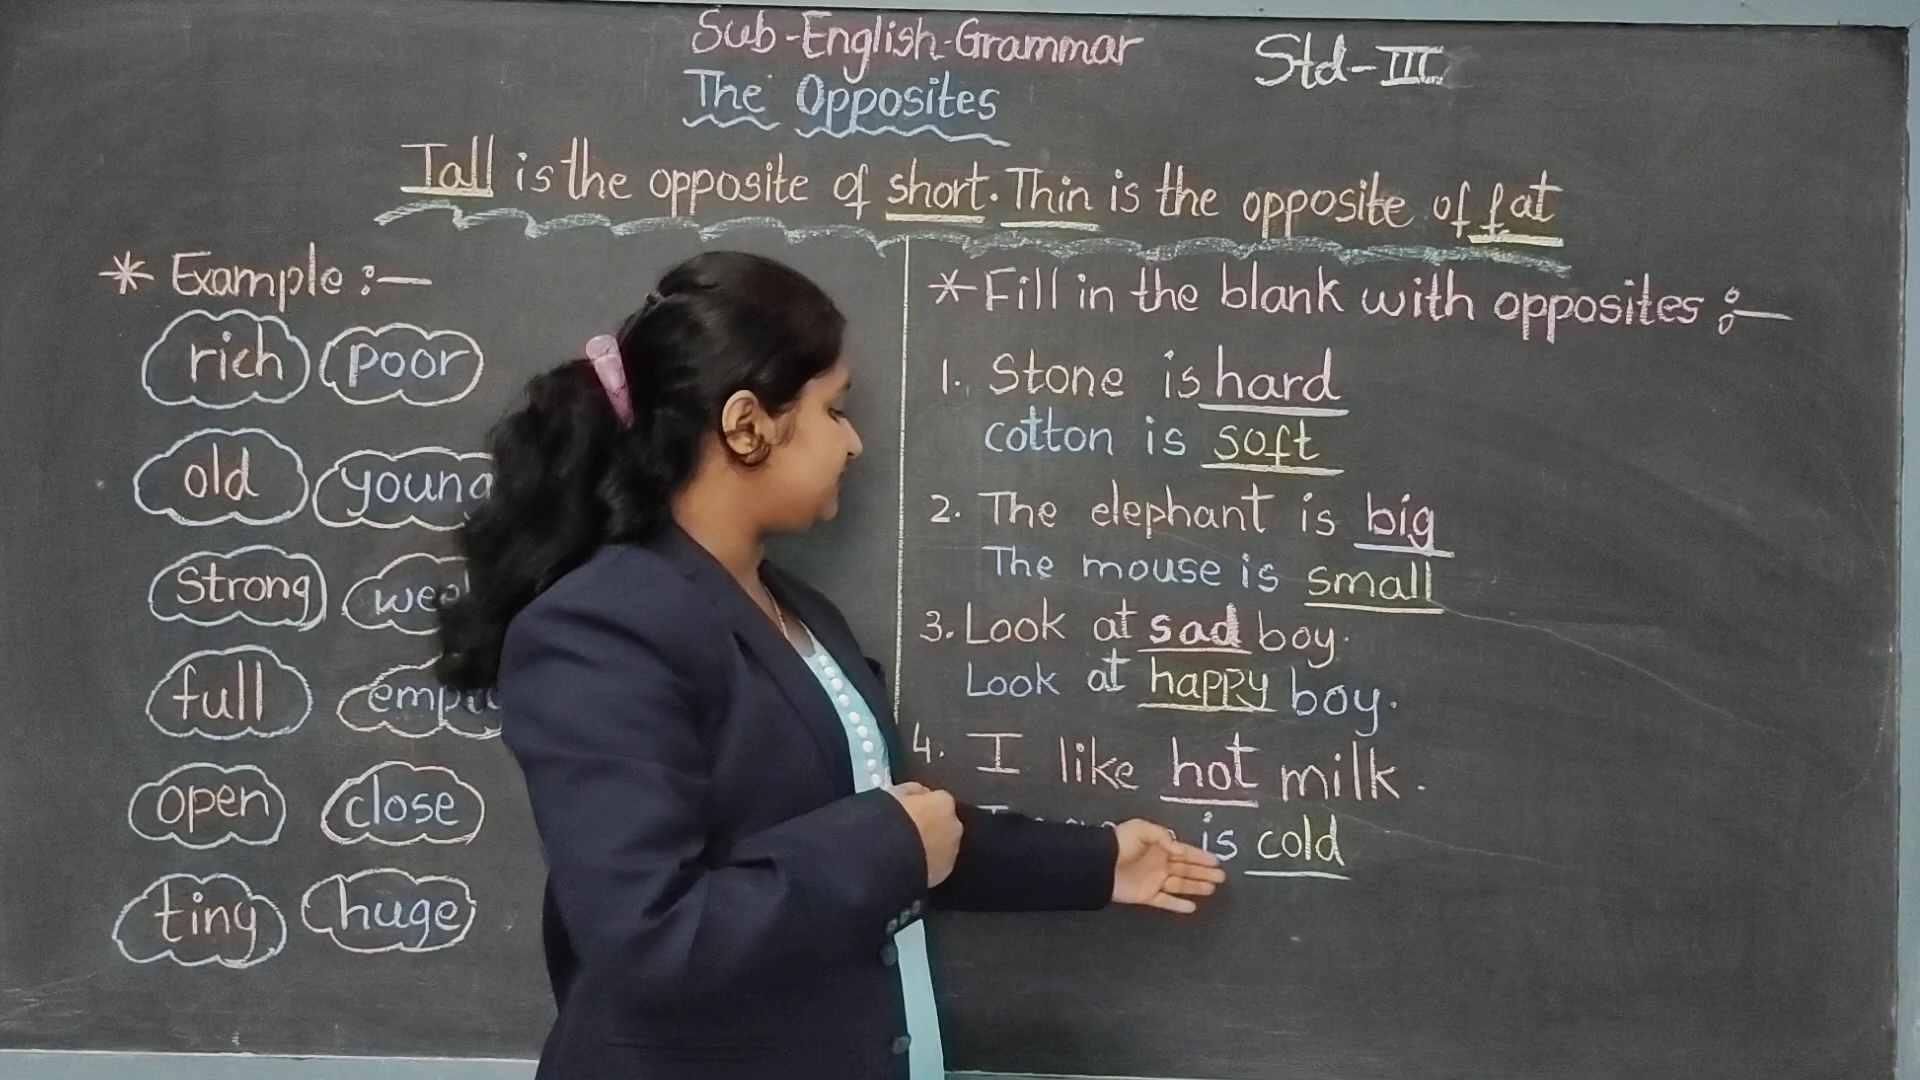 Sub-English-Grammar
Std-III
The Opposites
Tall is the opposite of short. Thin is the opposite of fat
* Example :—
rich poor
old young
Strong
full
open close
tiny huge
* Fill in the blank with opposites :—
1. Stone is hard
cotton is soft
2. The elephant is big
The mouse is small
3. Look at sad boy.
Look at happy boy.
4. I like hot milk.
is cold